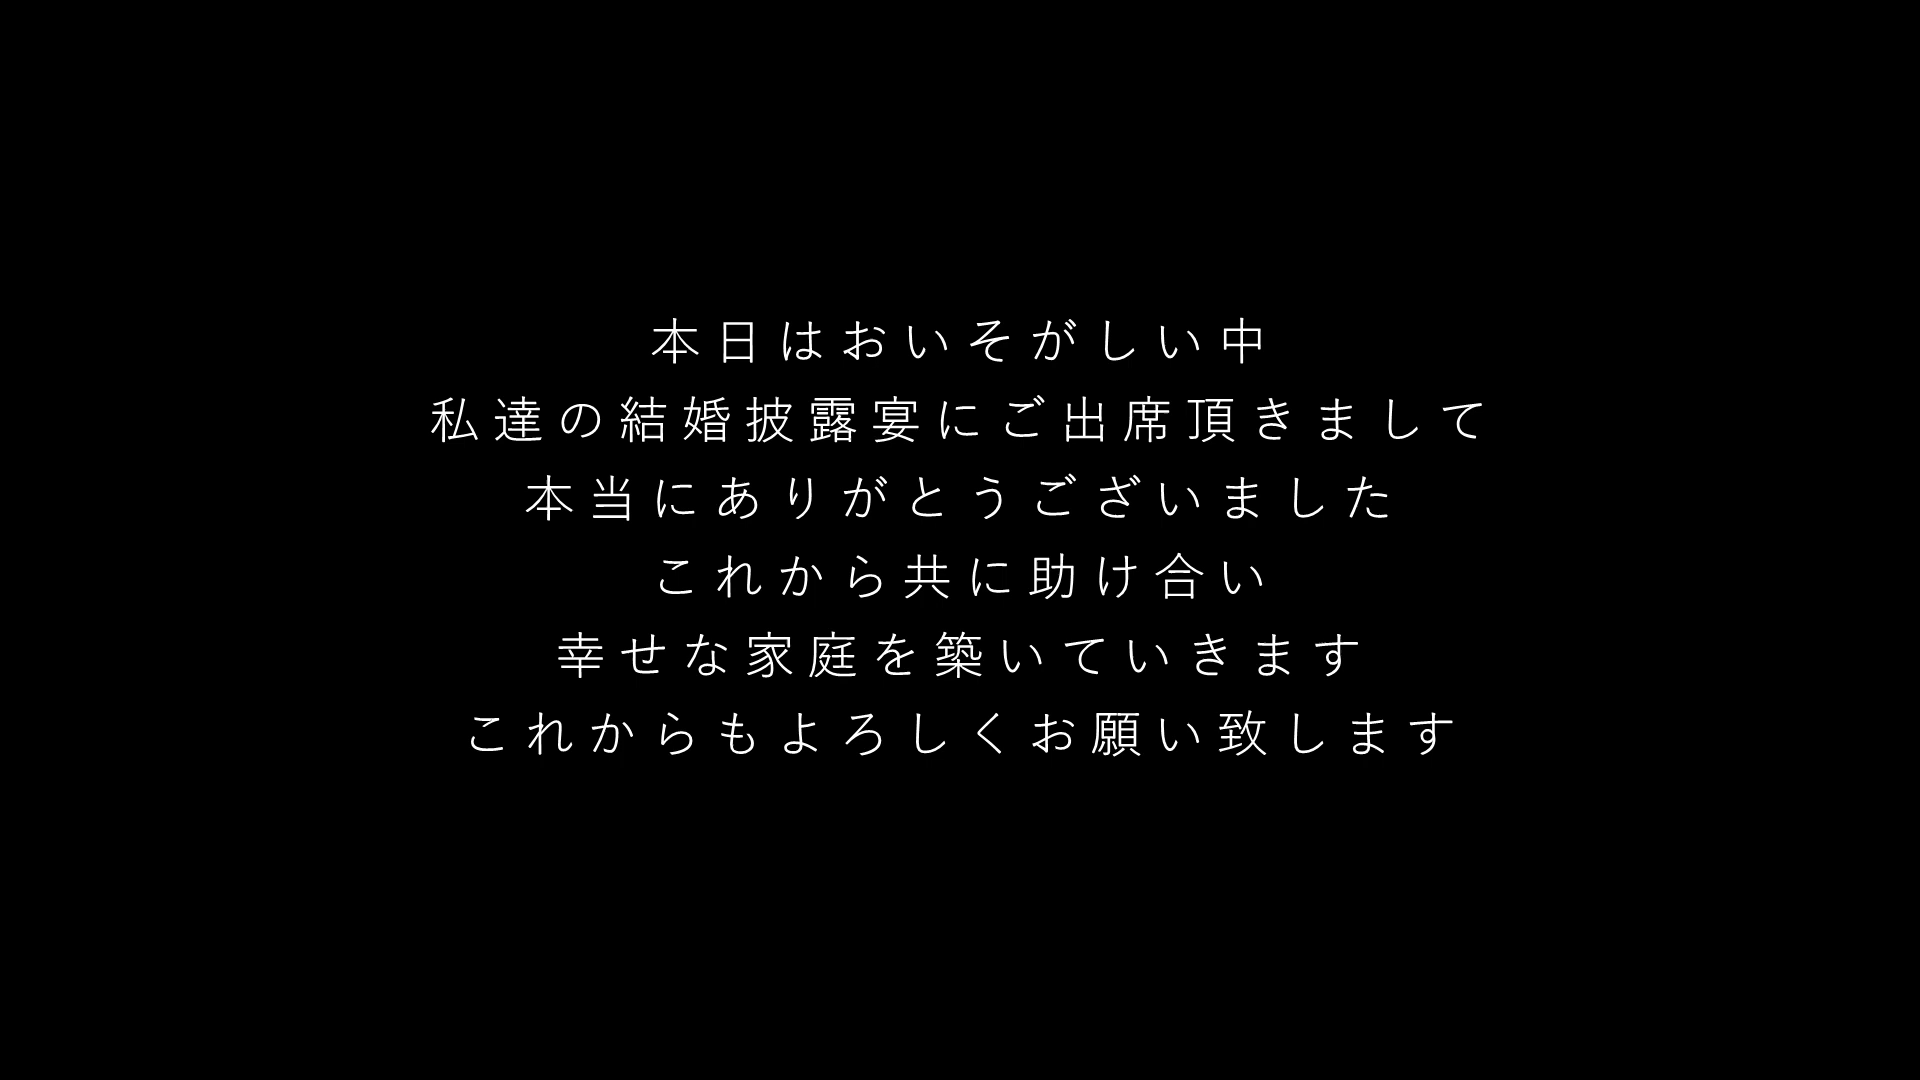 本日はおいそがしい中
私達の結婚披露宴にご出席頂きまして
本当にありがとうございました
これから共に助け合い
幸せな家庭を築いていきます
これからもよろしくお願い致します